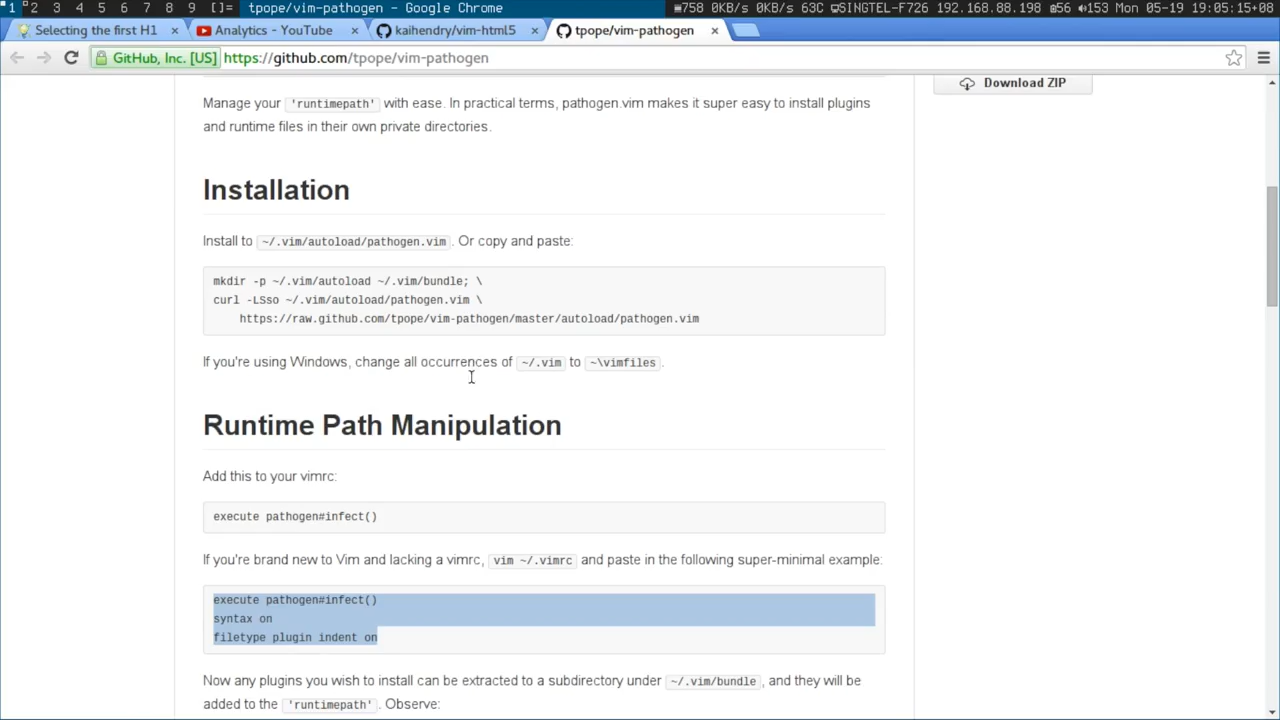 1 2 3 4 5 6 7 8 9 []= tpope/vim-pathogen - Google Chrome 758 0KB/s 0KB/s 63C SINGTEL-F726 192.168.88.198 56 153 Mon 05-19 19:05:15+08
Selecting the first H1 × Analytics - YouTube × kaihendry/vim-html5 × tpope/vim-pathogen ×
GitHub, Inc. [US] https://github.com/tpope/vim-pathogen
Download ZIP
Manage your 'runtimepath' with ease. In practical terms, pathogen.vim makes it super easy to install plugins
and runtime files in their own private directories.
Installation
Install to ~/.vim/autoload/pathogen.vim. Or copy and paste:
mkdir -p ~/.vim/autoload ~/.vim/bundle; \
curl -LSso ~/.vim/autoload/pathogen.vim \
https://raw.github.com/tpope/vim-pathogen/master/autoload/pathogen.vim
If you're using Windows, change all occurrences of ~/.vim to ~\vimfiles.
Runtime Path Manipulation
Add this to your vimrc:
execute pathogen#infect()
If you're brand new to Vim and lacking a vimrc, vim ~/.vimrc and paste in the following super-minimal example:
execute pathogen#infect()
syntax on
filetype plugin indent on
Now any plugins you wish to install can be extracted to a subdirectory under ~/.vim/bundle, and they will be
added to the 'runtimepath'. Observe: